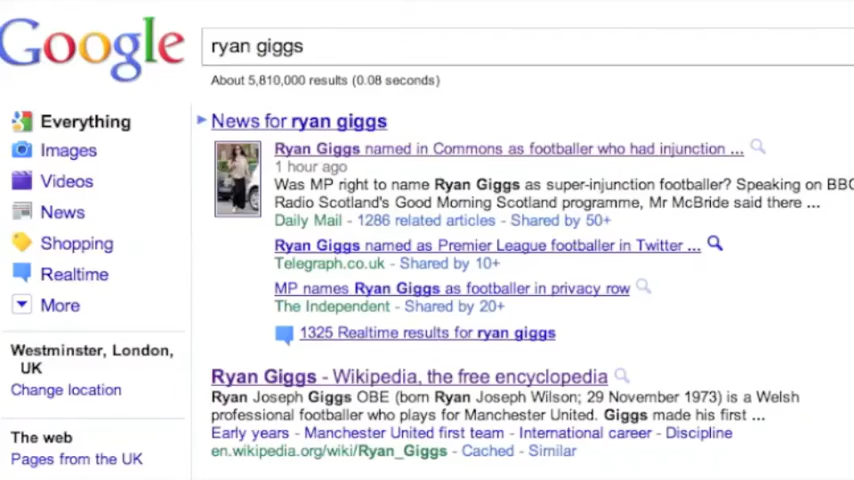 Google
ryan giggs
About 5,810,000 results (0.08 seconds)
Everything
Images
Videos
News
Shopping
Realtime
More
Westminster, London,
UK
Change location
The web
Pages from the UK
News for ryan giggs
Ryan Giggs named in Commons as footballer who had injunction ...
1 hour ago
Was MP right to name Ryan Giggs as super-injunction footballer? Speaking on BBC
Radio Scotland's Good Morning Scotland programme, Mr McBride said there ...
Daily Mail - 1286 related articles - Shared by 50+
Ryan Giggs named as Premier League footballer in Twitter ...
Telegraph.co.uk - Shared by 10+
MP names Ryan Giggs as footballer in privacy row
The Independent - Shared by 20+
1325 Realtime results for ryan giggs
Ryan Giggs - Wikipedia, the free encyclopedia
Ryan Joseph Giggs OBE (born Ryan Joseph Wilson; 29 November 1973) is a Welsh
professional footballer who plays for Manchester United. Giggs made his first ...
Early years - Manchester United first team - International career - Discipline
en.wikipedia.org/wiki/Ryan_Giggs - Cached - Similar